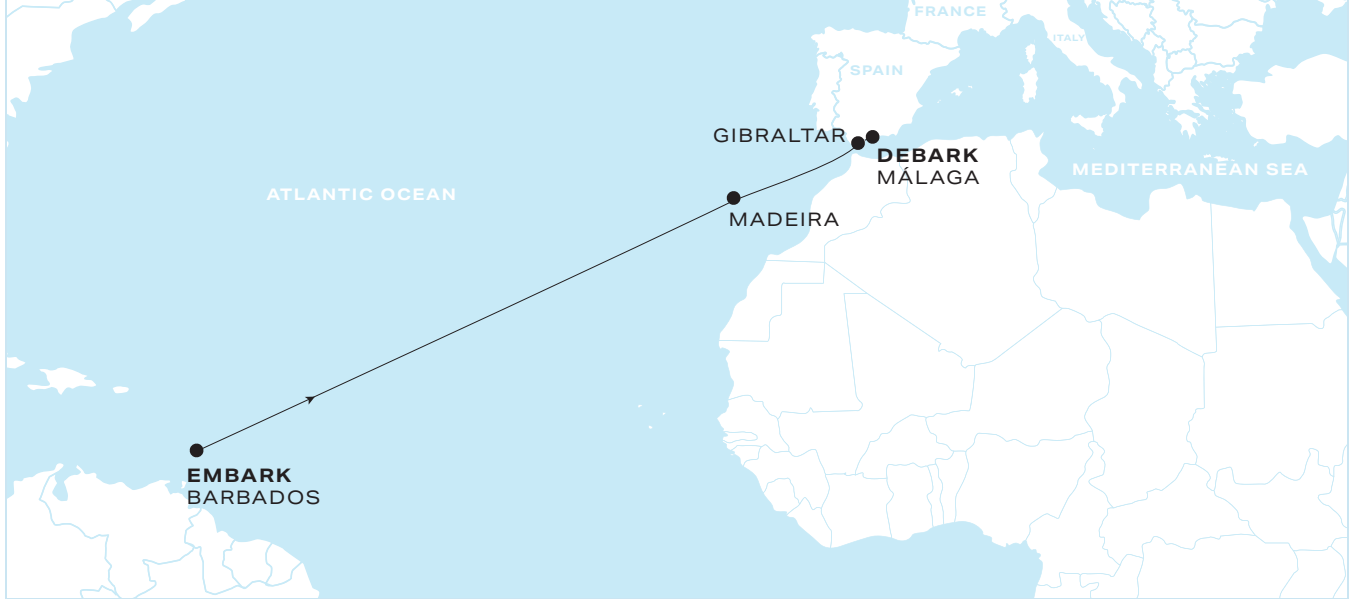 FRANCE
ITALY
SPAIN
GIBRALTAR
DEBARK
MÁLAGA
MEDITERRANEAN SEA
ATLANTIC OCEAN
MADEIRA
EMBARK
BARBADOS